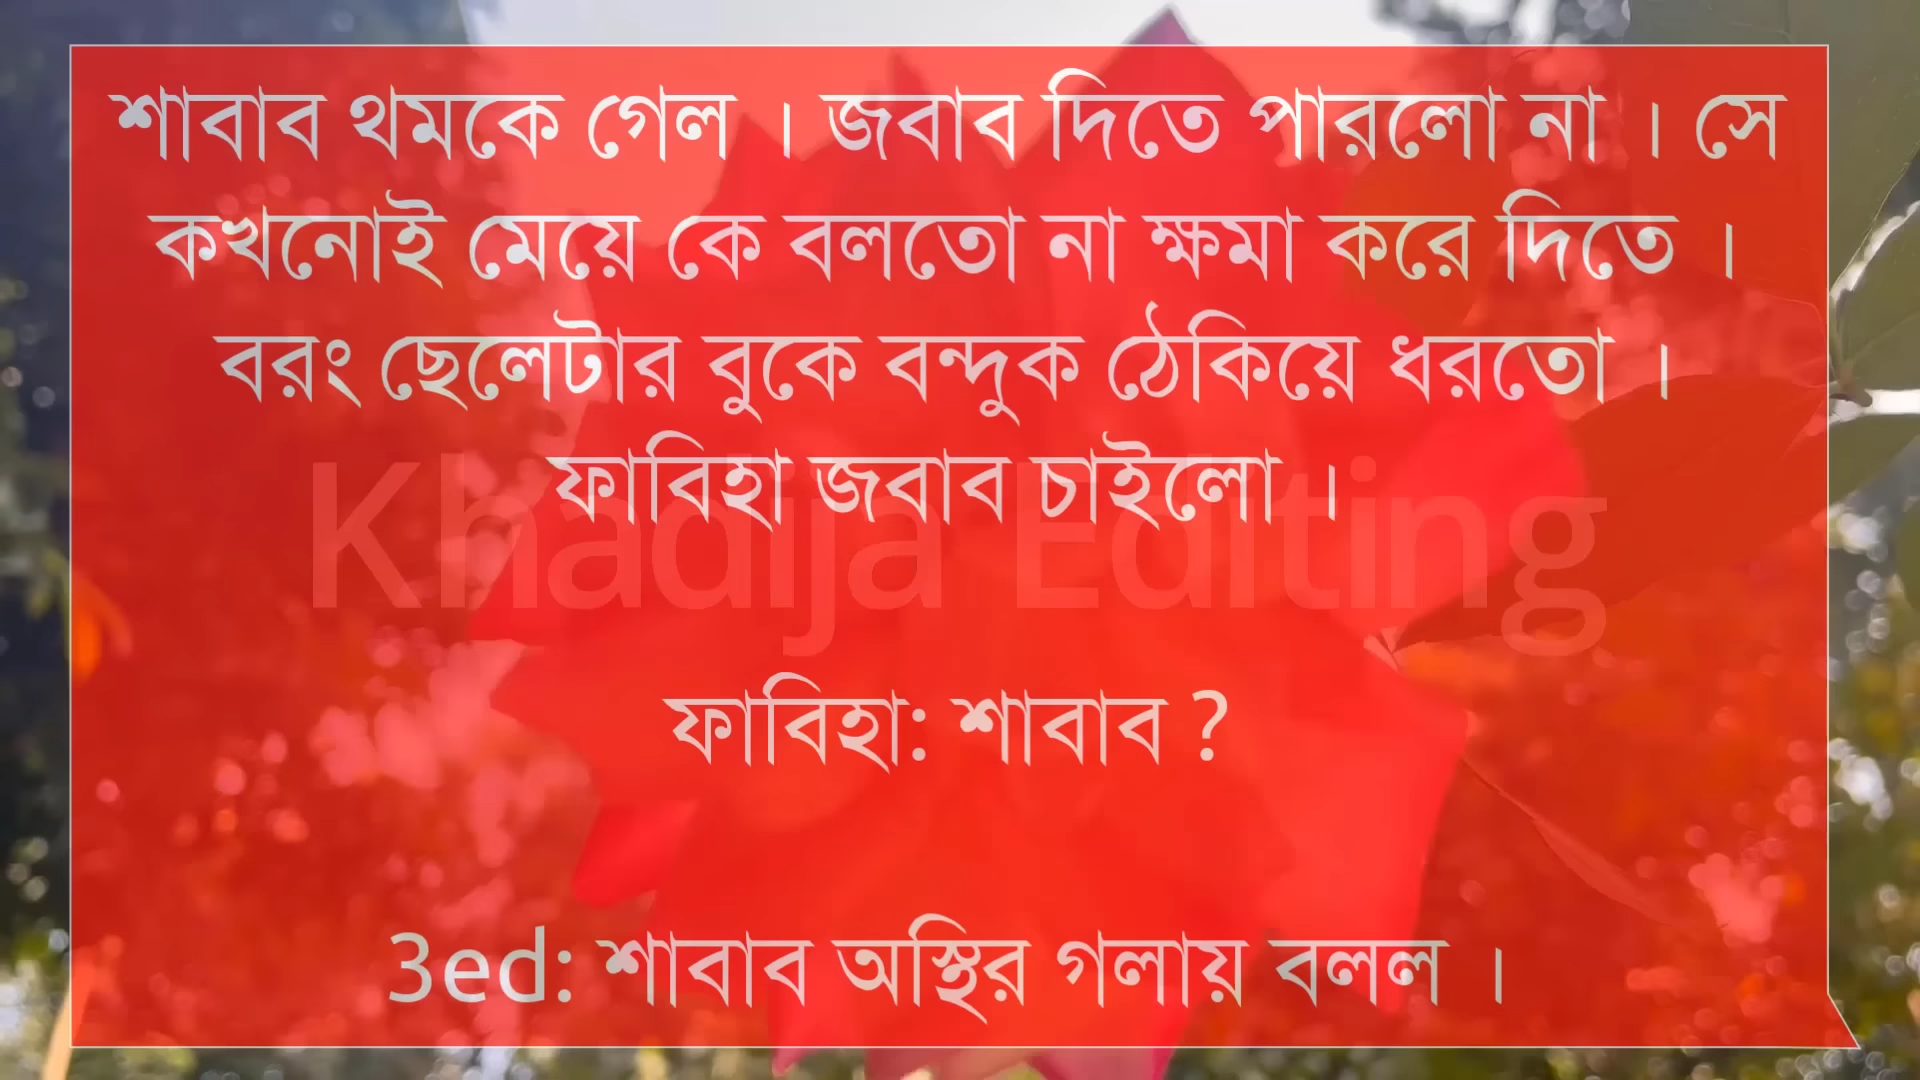 শাবাব থমকে গেল । জবাব দিতে পারলো না । সে
কখনোই মেয়ে কে বলতো না ক্ষমা করে দিতে ।
বরং ছেলেটার বুকে বন্দুক ঠেকিয়ে ধরতো ।
ফাবিহা জবাব চাইলো ।
Khadija Editing
ফাবিহা: শাবাব ?
3ed: শাবাব অস্থির গলায় বলল ।